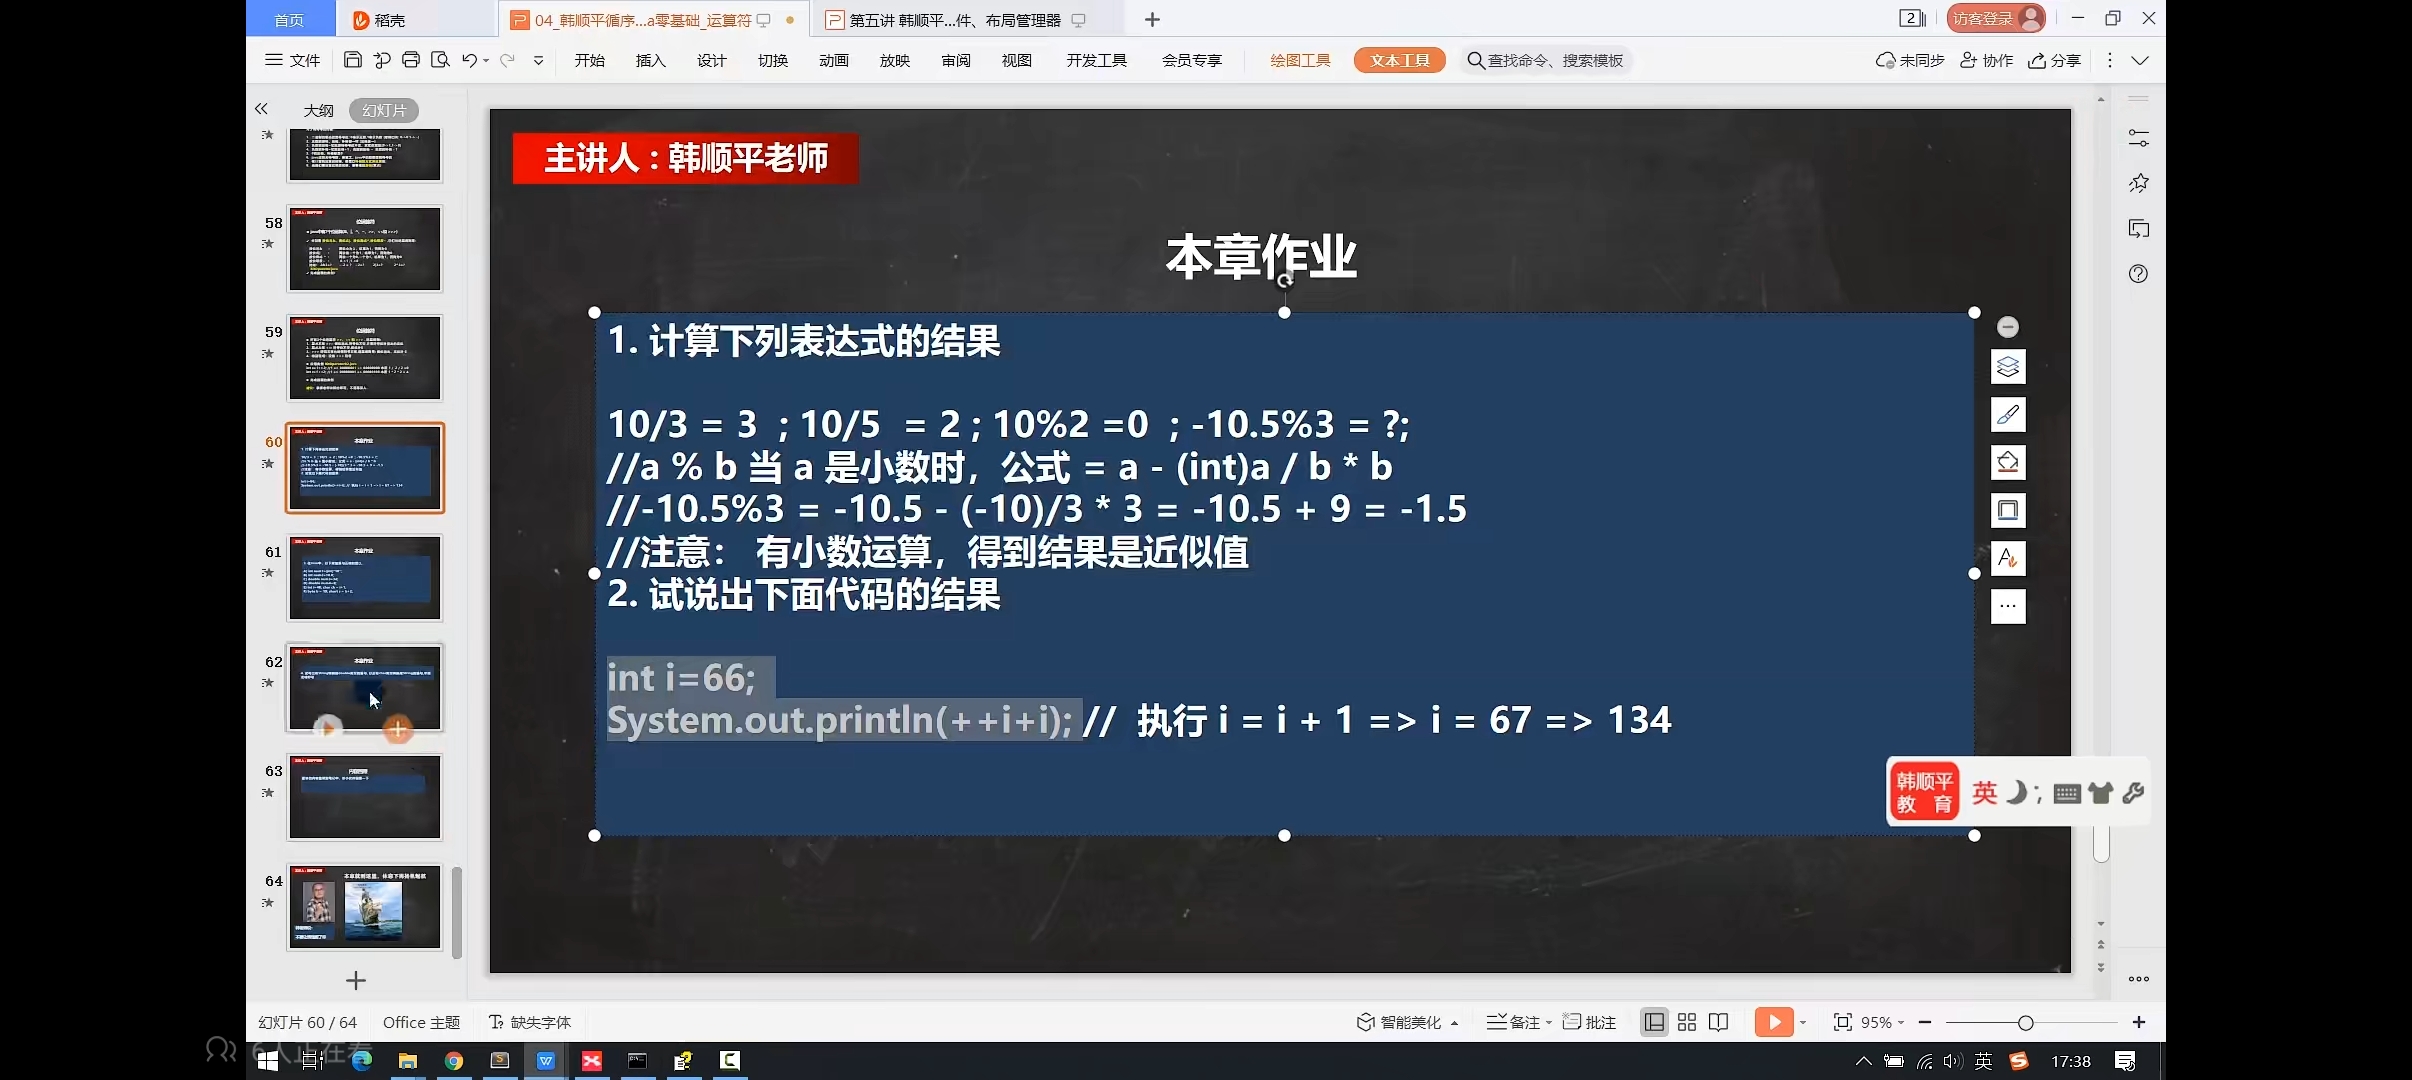 首页
稻壳
04_韩顺平循序...a零基础_运算符
第五讲 韩顺平...件、布局管理器
2
访客登录
文件
开始
插入
设计
切换
动画
放映
审阅
视图
开发工具
会员专享
绘图工具
文本工具
查找命令、搜索模板
未同步
协作
分享
大纲
幻灯片
58
59
60
61
62
63
64
主讲人：韩顺平老师
本章作业
1. 计算下列表达式的结果
10/3 = 3  ; 10/5  = 2 ; 10%2 =0  ; -10.5%3 = ?;
//a % b 当 a 是小数时，公式 = a - (int)a / b * b
//-10.5%3 = -10.5 - (-10)/3 * 3 = -10.5 + 9 = -1.5
//注意： 有小数运算，得到结果是近似值
2. 试说出下面代码的结果
int i=66;
System.out.println(++i+i); //  执行 i = i + 1 => i = 67 => 134
韩顺平
教 育
英
幻灯片 60 / 64
Office 主题
缺失字体
智能美化
备注
批注
95%
6人正在看
英
17:38